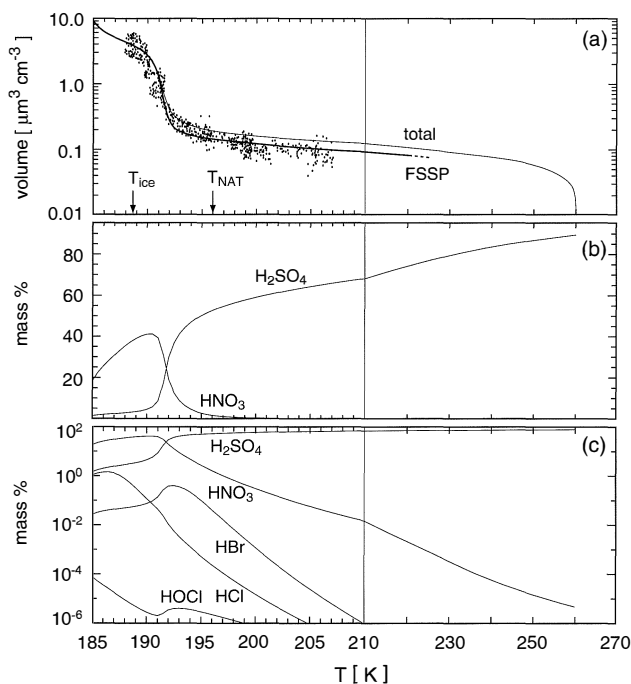 (a)
10.0
1.0
0.1
0.01
volume [ μm³ cm-³ ]
total
FSSP
T_ice
T_NAT
(b)
80
60
40
20
mass %
H₂SO₄
HNO₃
(c)
10²
10⁰
10⁻²
10⁻⁴
10⁻⁶
mass %
H₂SO₄
HNO₃
HBr
HOCl
HCl
185 190 195 200 205 210 230 250 270
T [ K ]